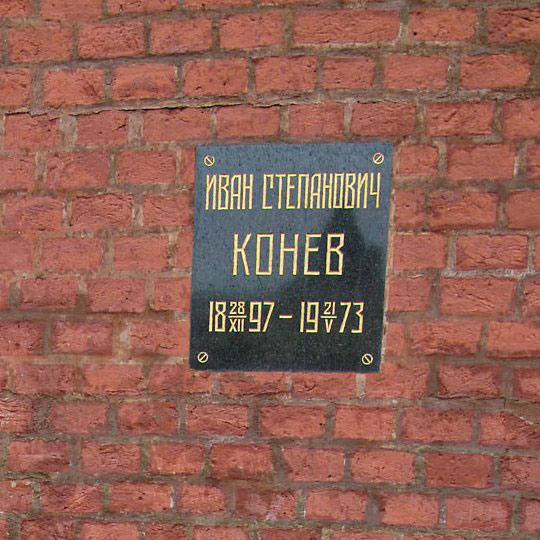 ИВАН СТЕПАНОВИЧ
КОНЕВ
18 28/XII 97 – 19 21/V 73